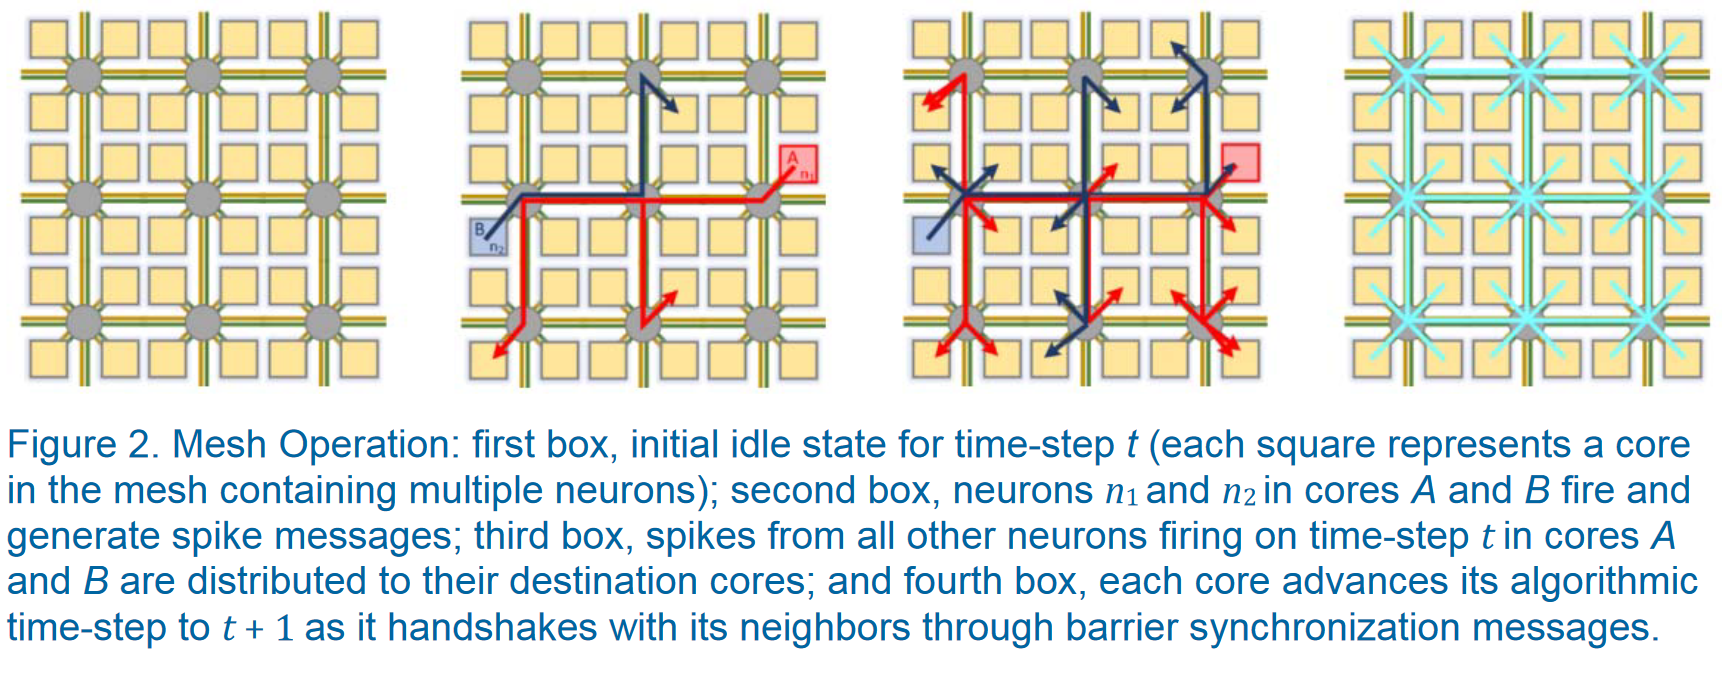 A
n₁
B
n₂
Figure 2. Mesh Operation: first box, initial idle state for time-step t (each square represents a core
in the mesh containing multiple neurons); second box, neurons n₁ and n₂ in cores A and B fire and
generate spike messages; third box, spikes from all other neurons firing on time-step t in cores A
and B are distributed to their destination cores; and fourth box, each core advances its algorithmic
time-step to t + 1 as it handshakes with its neighbors through barrier synchronization messages.